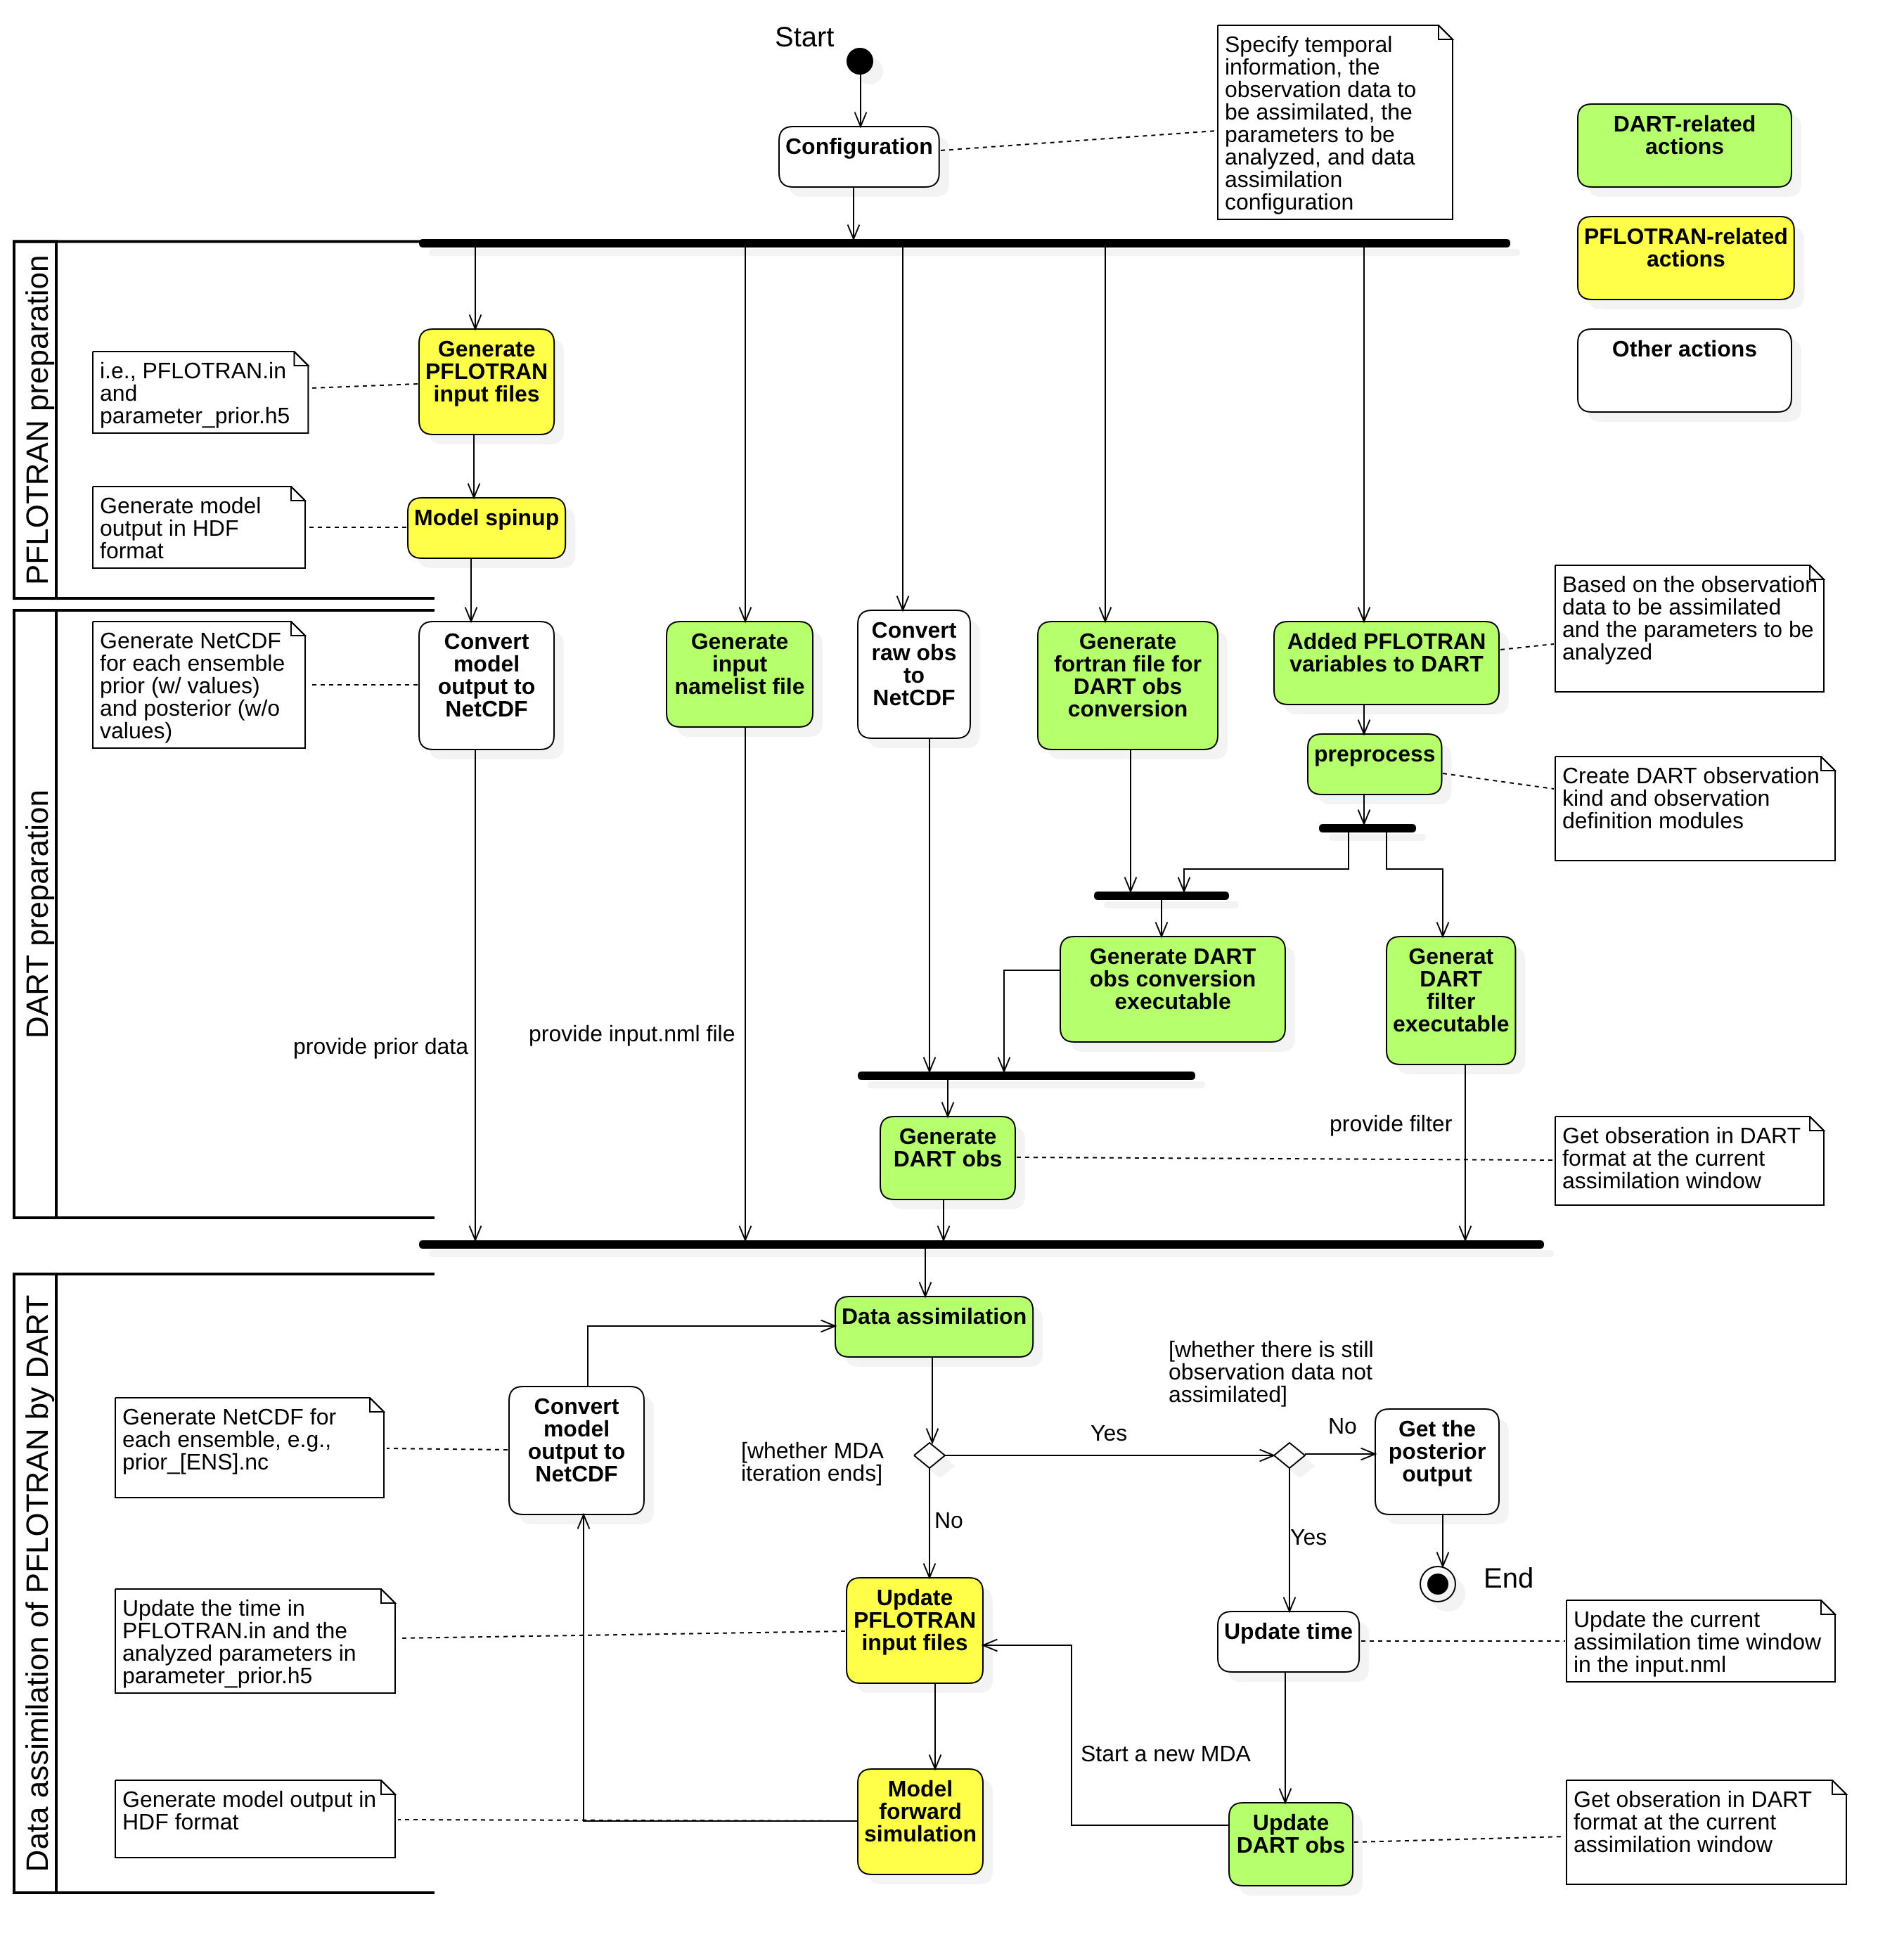 Start
Specify temporal
information, the
observation data to
be assimilated, the
parameters to be
analyzed, and data
assimilation
configuration
Configuration
DART-related
actions
PFLOTRAN-related
actions
Other actions
PFLOTRAN preparation
i.e., PFLOTRAN.in
and
parameter_prior.h5
Generate
PFLOTRAN
input files
Generate model
output in HDF
format
Model spinup
DART preparation
Generate NetCDF
for each ensemble
prior (w/ values)
and posterior (w/o
values)
Convert
model
output to
NetCDF
Generate
input
namelist file
Convert
raw obs
to
NetCDF
Generate
fortran file for
DART obs
conversion
Added PFLOTRAN
variables to DART
Based on the observation
data to be assimilated
and the parameters to be
analyzed
preprocess
Create DART observation
kind and observation
definition modules
Generate DART
obs conversion
executable
Generat
DART
filter
executable
provide prior data
provide input.nml file
provide filter
Generate
DART obs
Get obseration in DART
format at the current
assimilation window
Data assimilation of PFLOTRAN by DART
Data assimilation
[whether there is still
observation data not
assimilated]
Generate NetCDF for
each ensemble, e.g.,
prior_[ENS].nc
Convert
model
output to
NetCDF
[whether MDA
iteration ends]
Yes
No
Get the
posterior
output
No
Yes
End
Update the time in
PFLOTRAN.in and the
analyzed parameters in
parameter_prior.h5
Update
PFLOTRAN
input files
Update time
Update the current
assimilation time window
in the input.nml
Start a new MDA
Generate model output in
HDF format
Model
forward
simulation
Update
DART obs
Get obseration in DART
format at the current
assimilation window